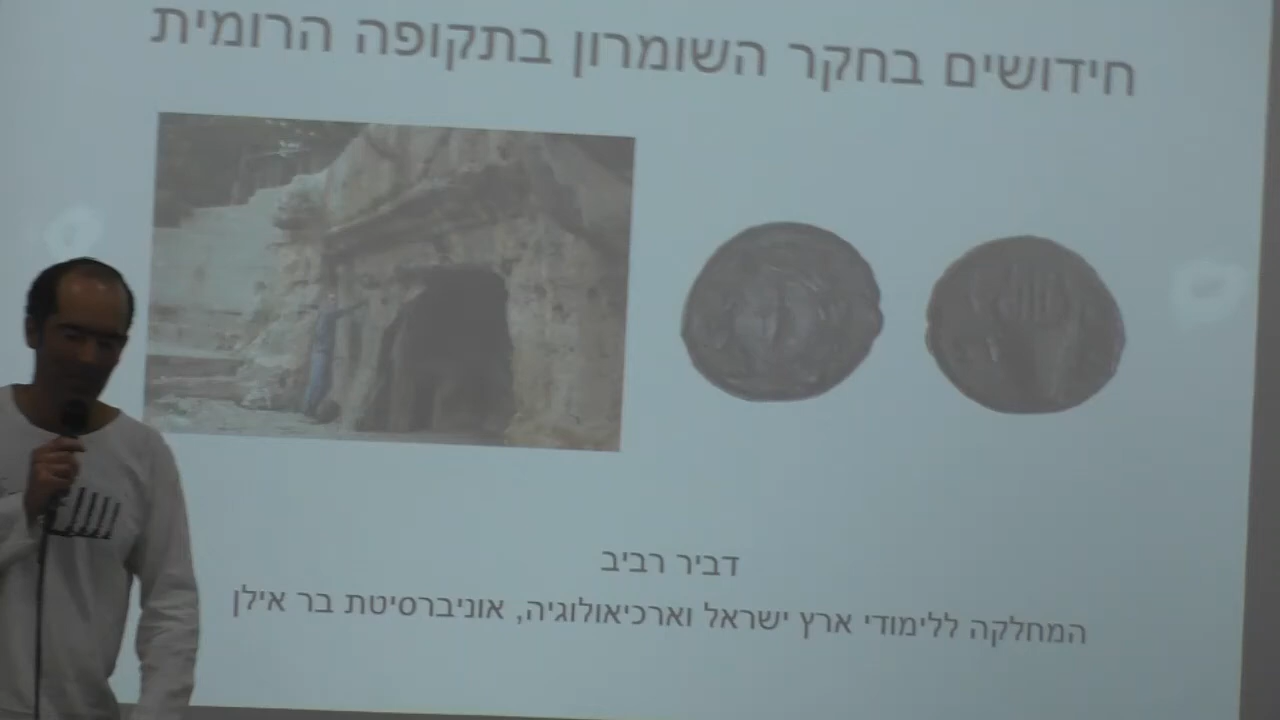 חידושים בחקר השומרון בתקופה הרומית
דביר רביב
המחלקה ללימודי ארץ ישראל וארכיאולוגיה, אוניברסיטת בר אילן